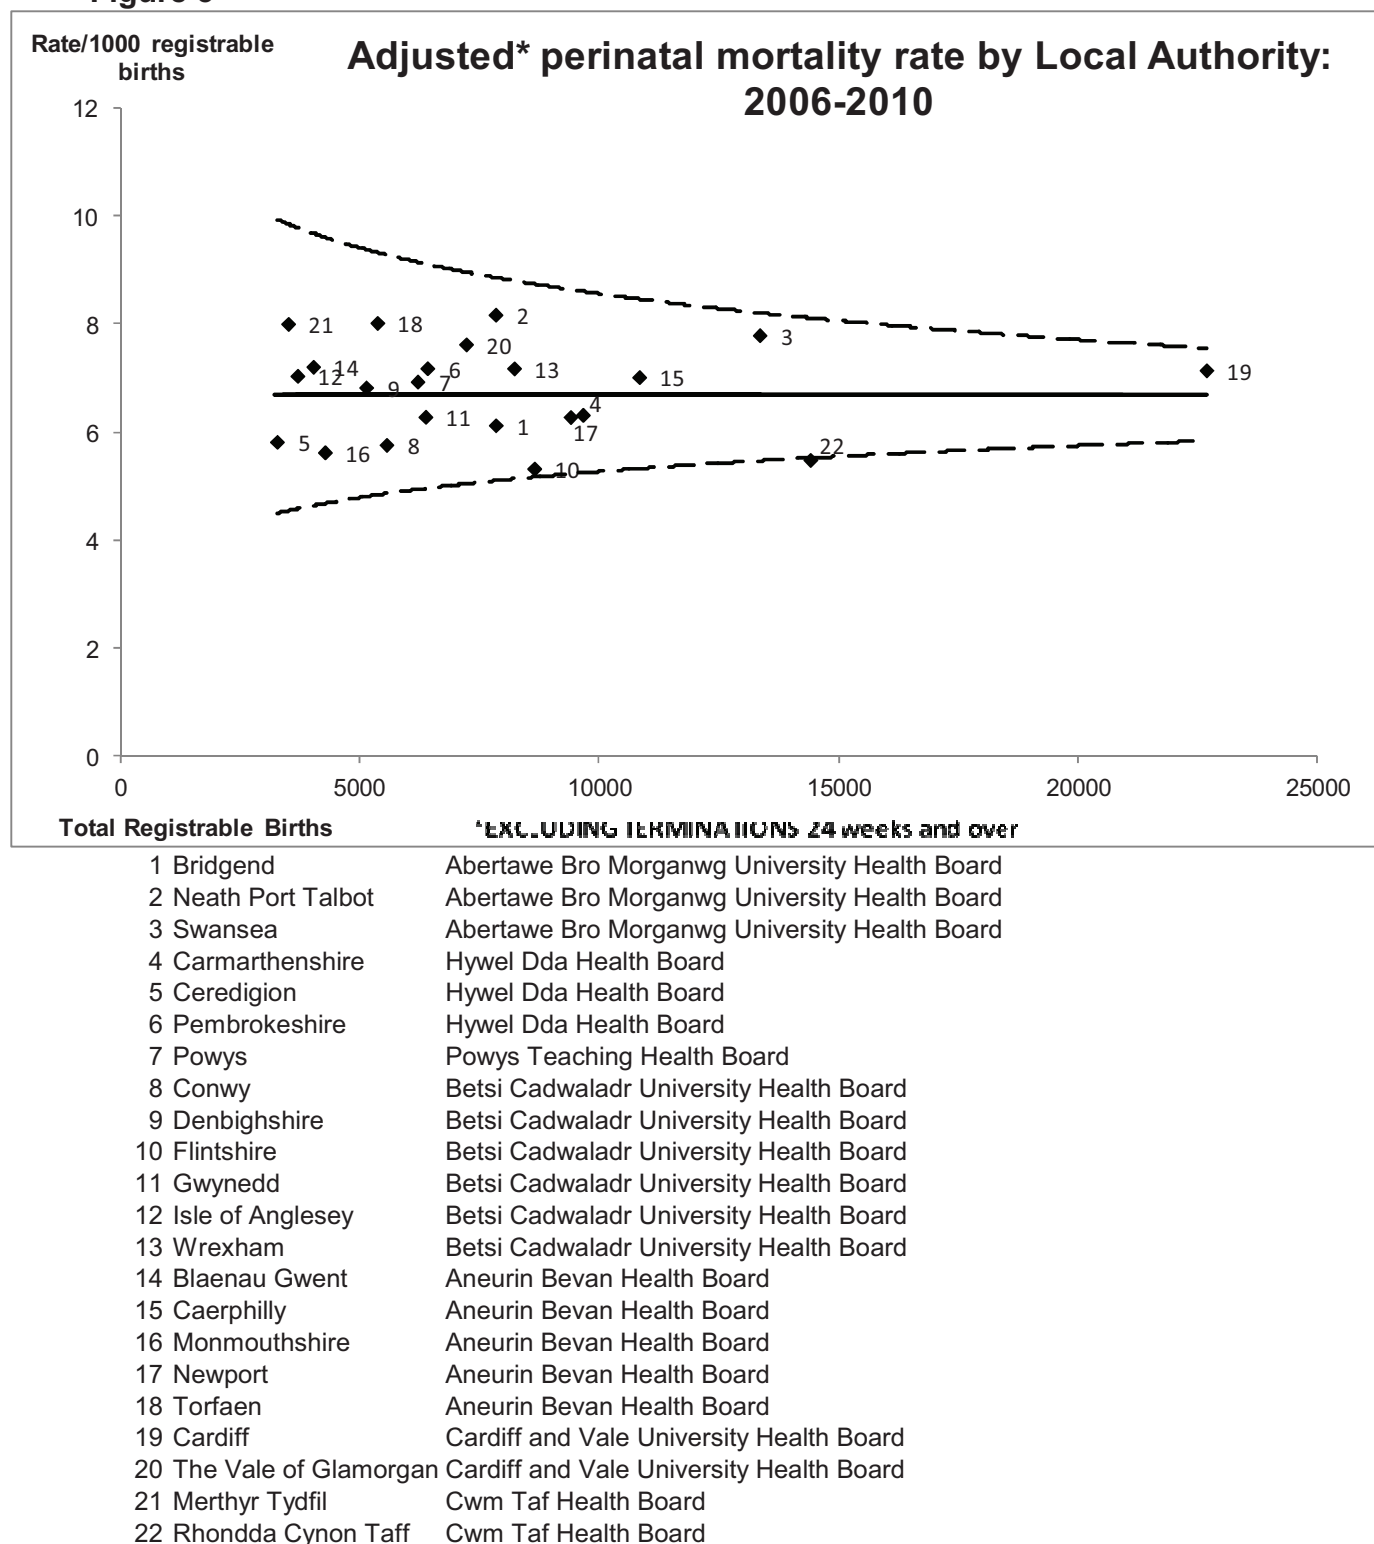 Rate/1000 registrable
births
Adjusted* perinatal mortality rate by Local Authority:
2006-2010
12
10
8
6
4
2
0
0 5000 10000 15000 20000 25000
2
21
18
3
20
19
14
6
13
12
7
15
9
4
11
1
17
5
16
8
22
10
Total Registrable Births
*EXCLUDING TERMINATIONS 24 weeks and over
1 Bridgend Abertawe Bro Morganwg University Health Board
2 Neath Port Talbot Abertawe Bro Morganwg University Health Board
3 Swansea Abertawe Bro Morganwg University Health Board
4 Carmarthenshire Hywel Dda Health Board
5 Ceredigion Hywel Dda Health Board
6 Pembrokeshire Hywel Dda Health Board
7 Powys Powys Teaching Health Board
8 Conwy Betsi Cadwaladr University Health Board
9 Denbighshire Betsi Cadwaladr University Health Board
10 Flintshire Betsi Cadwaladr University Health Board
11 Gwynedd Betsi Cadwaladr University Health Board
12 Isle of Anglesey Betsi Cadwaladr University Health Board
13 Wrexham Betsi Cadwaladr University Health Board
14 Blaenau Gwent Aneurin Bevan Health Board
15 Caerphilly Aneurin Bevan Health Board
16 Monmouthshire Aneurin Bevan Health Board
17 Newport Aneurin Bevan Health Board
18 Torfaen Aneurin Bevan Health Board
19 Cardiff Cardiff and Vale University Health Board
20 The Vale of Glamorgan Cardiff and Vale University Health Board
21 Merthyr Tydfil Cwm Taf Health Board
22 Rhondda Cynon Taff Cwm Taf Health Board